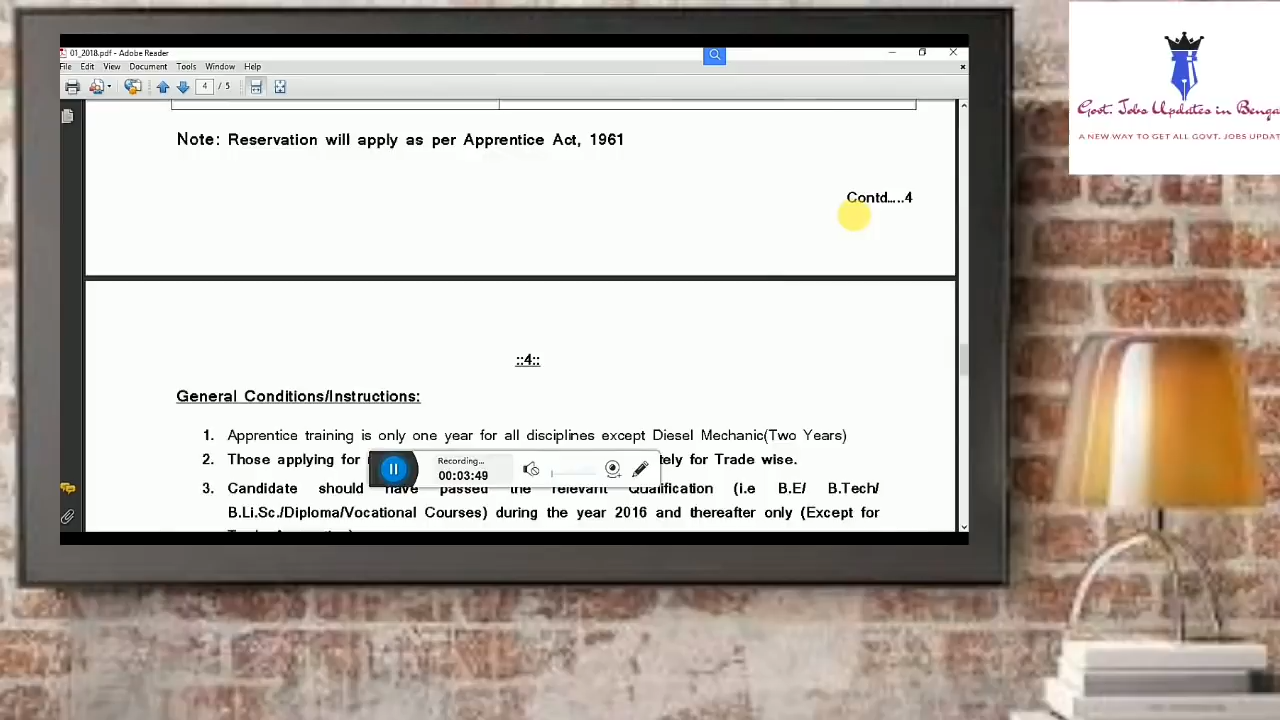 01_2018.pdf - Adobe Reader
File Edit View Document Tools Window Help
4 / 5
Note: Reservation will apply as per Apprentice Act, 1961
Contd.....4
::4::
General Conditions/Instructions:
1. Apprentice training is only one year for all disciplines except Diesel Mechanic(Two Years)
2. Those applying for tely for Trade wise.
3. Candidate should have passed the relevant Qualification (i.e B.E/ B.Tech/
B.Li.Sc./Diploma/Vocational Courses) during the year 2016 and thereafter only (Except for
Recording...
00:03:49
Govt. Jobs Updates in Benga
A NEW WAY TO GET ALL GOVT. JOBS UPDAT